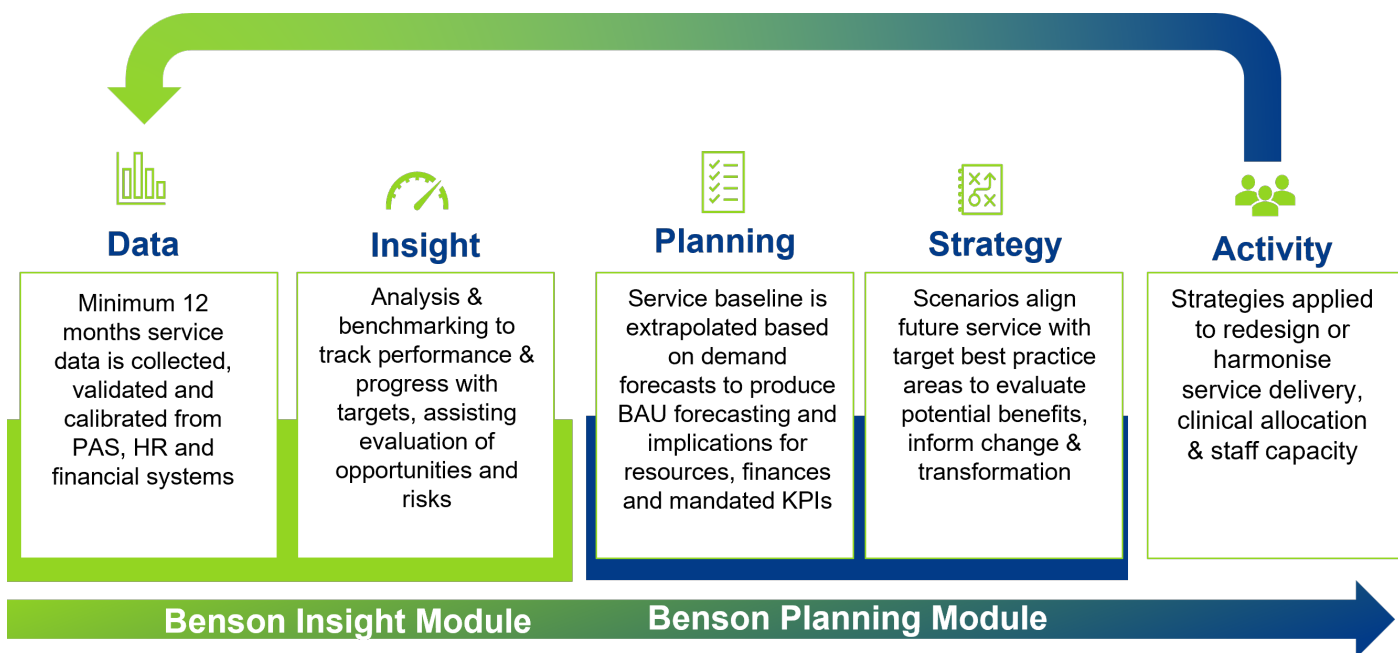 Data
Minimum 12
months service
data is collected,
validated and
calibrated from
PAS, HR and
financial systems
Insight
Analysis &
benchmarking to
track performance &
progress with
targets, assisting
evaluation of
opportunities and
risks
Planning
Service baseline is
extrapolated based
on demand
forecasts to produce
BAU forecasting and
implications for
resources, finances
and mandated KPIs
Strategy
Scenarios align
future service with
target best practice
areas to evaluate
potential benefits,
inform change &
transformation
Activity
Strategies applied
to redesign or
harmonise
service delivery,
clinical allocation
& staff capacity
Benson Insight Module
Benson Planning Module